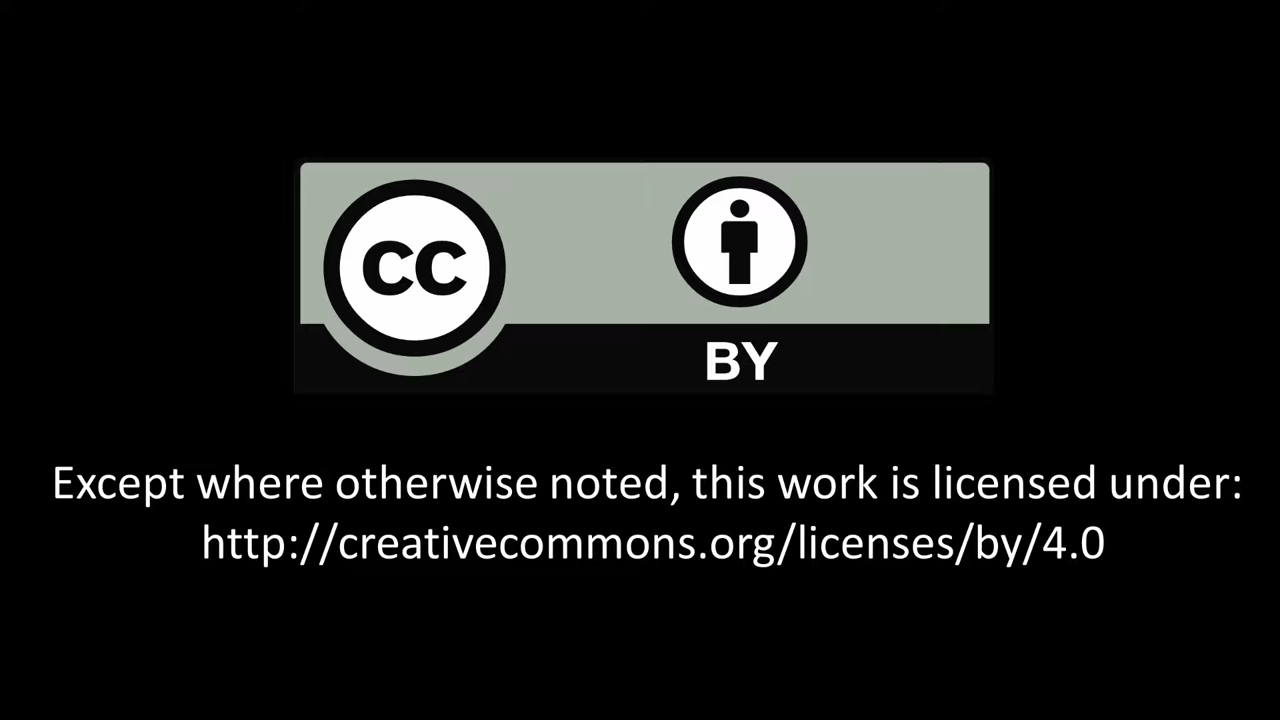 CC
BY
Except where otherwise noted, this work is licensed under:
http://creativecommons.org/licenses/by/4.0